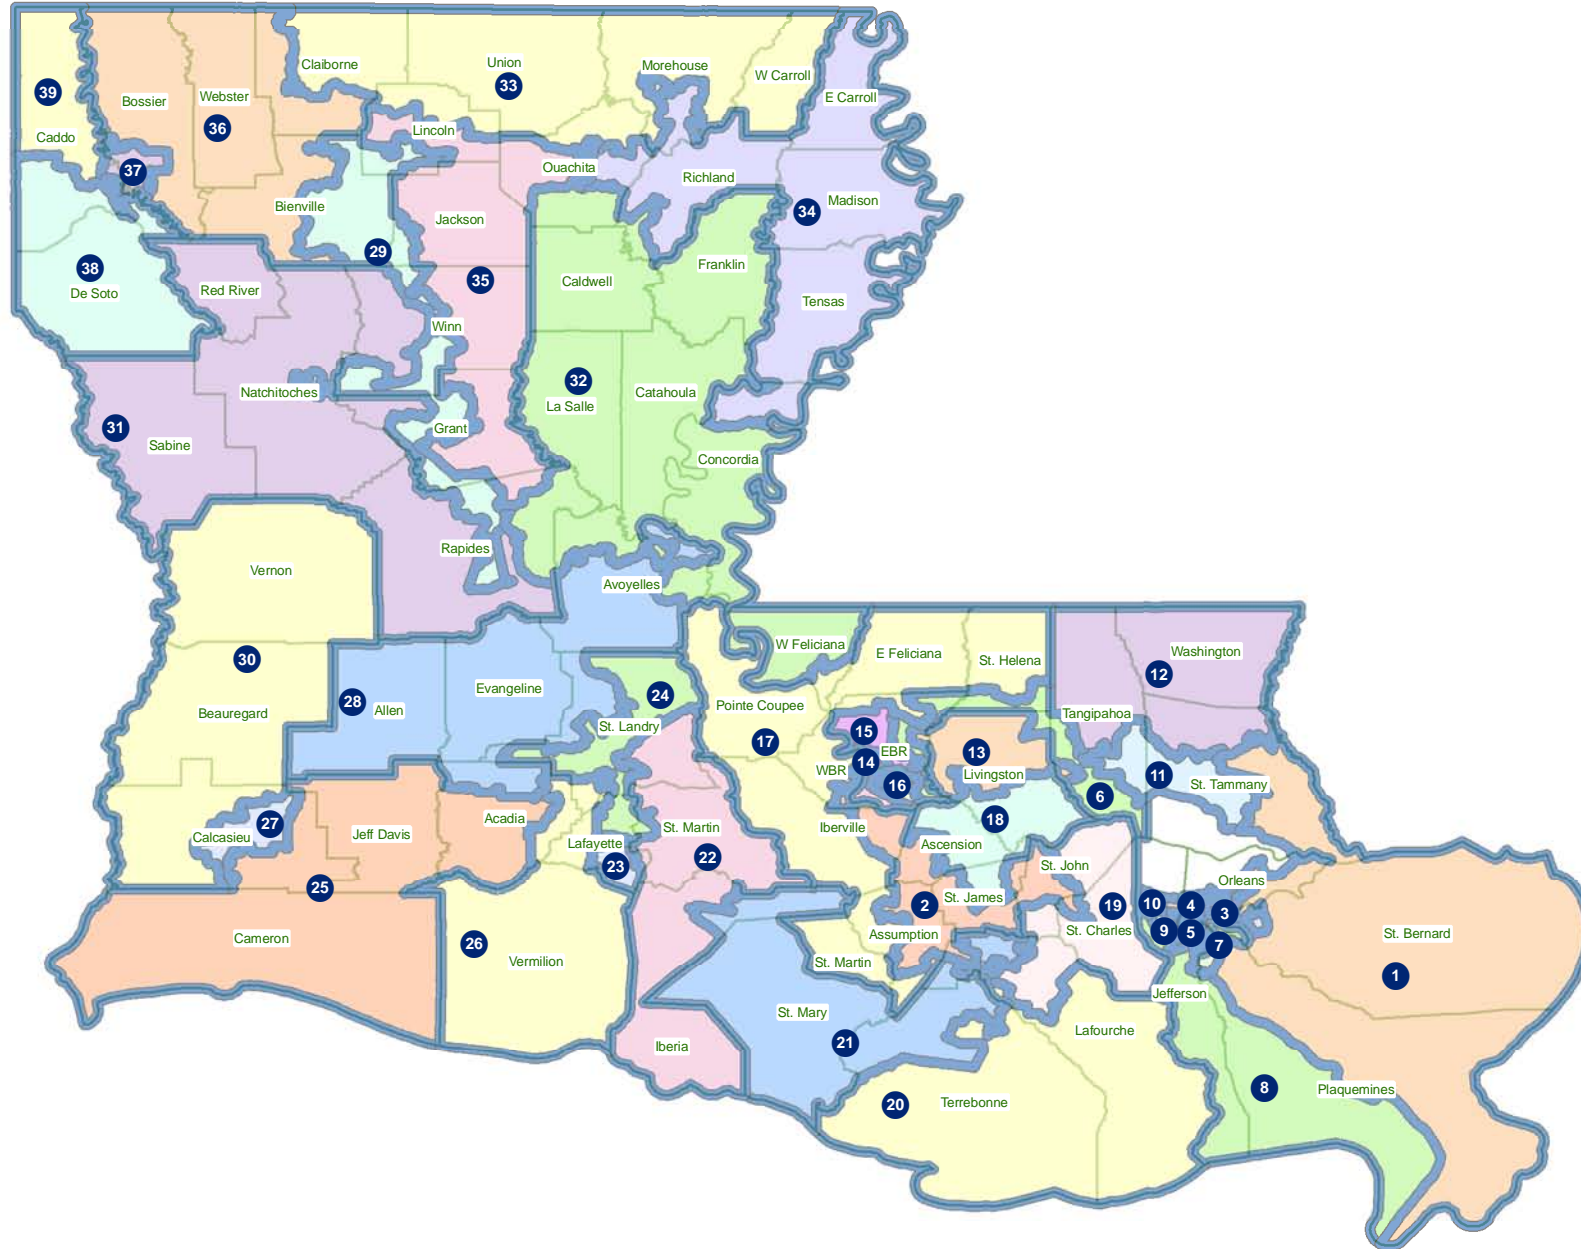 Claiborne
Union
Morehouse
W Carroll
33
39
E Carroll
Bossier
Webster
36
Caddo
Lincoln
37
Ouachita
Richland
Madison
34
Bienville
Jackson
29
38
De Soto
Red River
35
Caldwell
Franklin
Tensas
Winn
32
La Salle
Catahoula
Natchitoches
31
Sabine
Grant
Concordia
Rapides
Vernon
Avoyelles
W Feliciana
E Feliciana
St. Helena
Washington
12
30
Evangeline
24
28
Allen
Beauregard
Pointe Coupee
Tangipahoa
St. Landry
17
15
EBR
13
14
WBR
Livingston
16
11
St. Tammany
6
27
Calcasieu
Jeff Davis
Acadia
St. Martin
Iberville
18
Ascension
Lafayette
23
22
St. John
25
Orleans
2
St. James
19
10
4
3
St. Charles
9
5
7
Cameron
26
Vermilion
Assumption
St. Martin
St. Bernard
1
Jefferson
St. Mary
21
Iberia
Lafourche
8
Plaquemines
20
Terrebonne